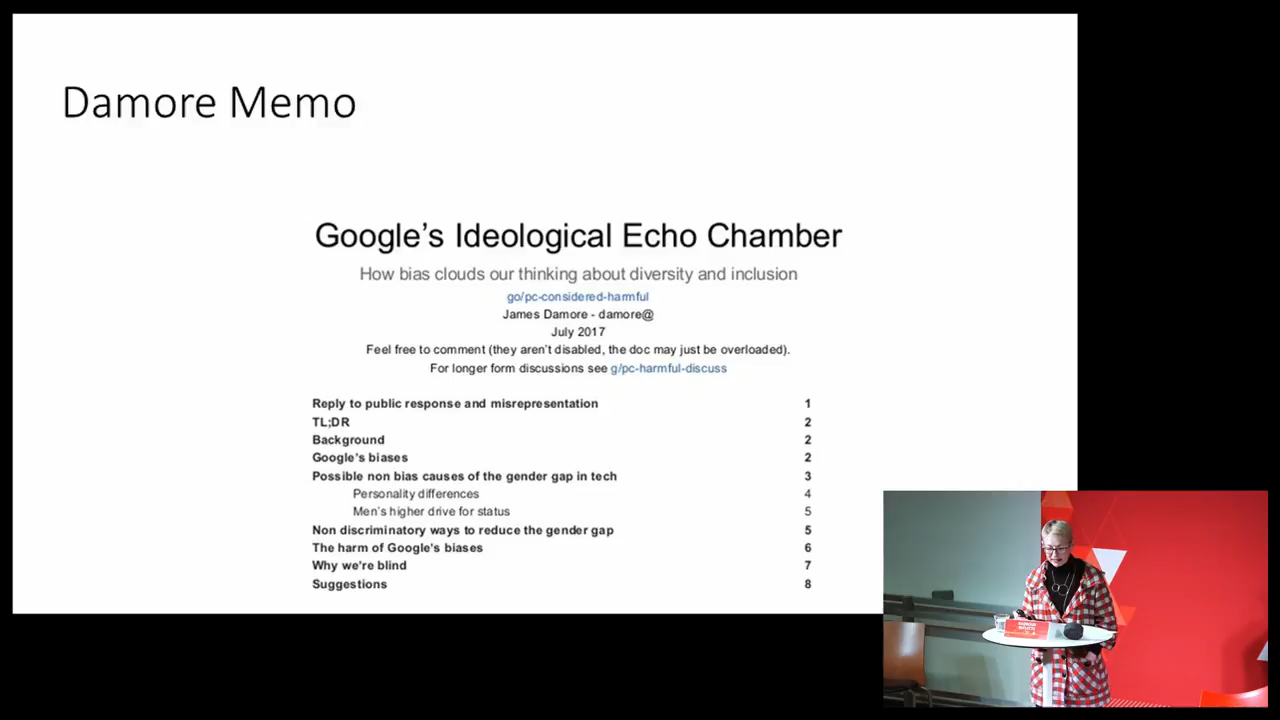 Damore Memo
Google's Ideological Echo Chamber
How bias clouds our thinking about diversity and inclusion
go/pc-considered-harmful
James Damore - damore@
July 2017
Feel free to comment (they aren't disabled, the doc may just be overloaded).
For longer form discussions see g/pc-harmful-discuss
Reply to public response and misrepresentation 1
TL;DR 2
Background 2
Google's biases 2
Possible non bias causes of the gender gap in tech 3
Personality differences 4
Men's higher drive for status 5
Non discriminatory ways to reduce the gender gap 5
The harm of Google's biases 6
Why we're blind 7
Suggestions 8